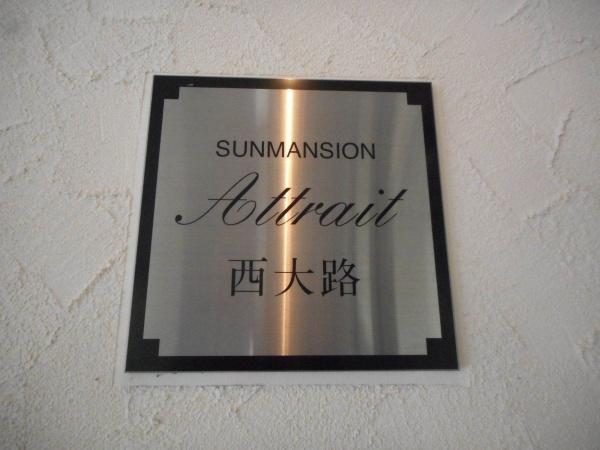 SUNMANSION
Attrait
西大路